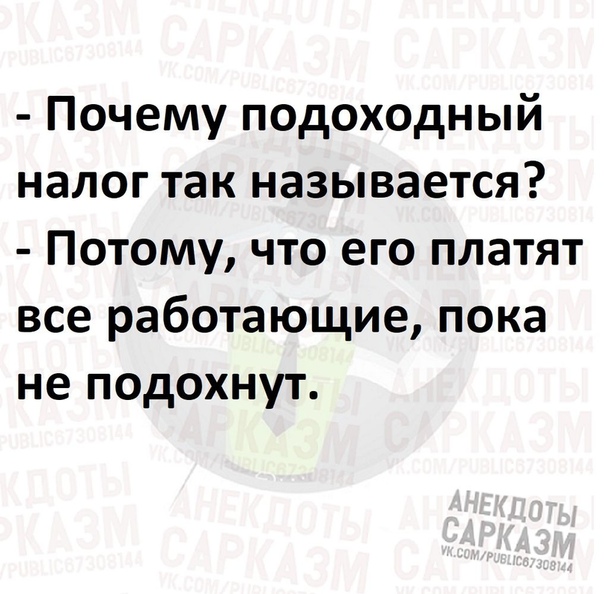 - Почему подоходный
налог так называется?
- Потому, что его платят
все работающие, пока
не подохнут.
АНЕКДОТЫ
САРКАЗМ
VK.COM/PUBLIC67308144